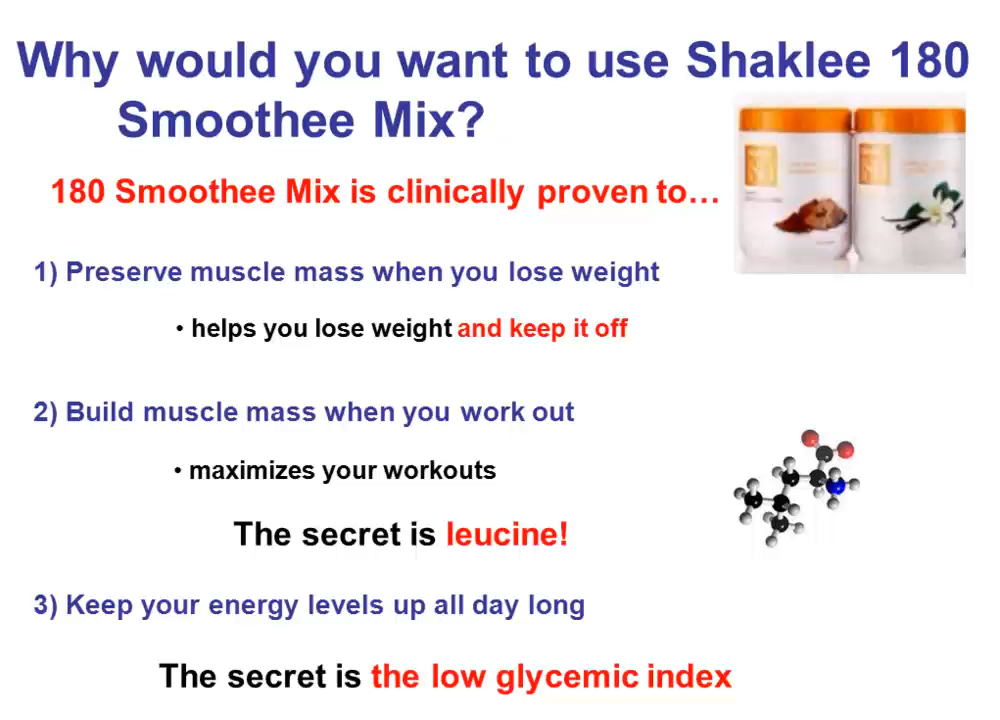 Why would you want to use Shaklee 180
Smoothee Mix?
180 Smoothee Mix is clinically proven to…
1) Preserve muscle mass when you lose weight
• helps you lose weight and keep it off
2) Build muscle mass when you work out
• maximizes your workouts
The secret is leucine!
3) Keep your energy levels up all day long
The secret is the low glycemic index